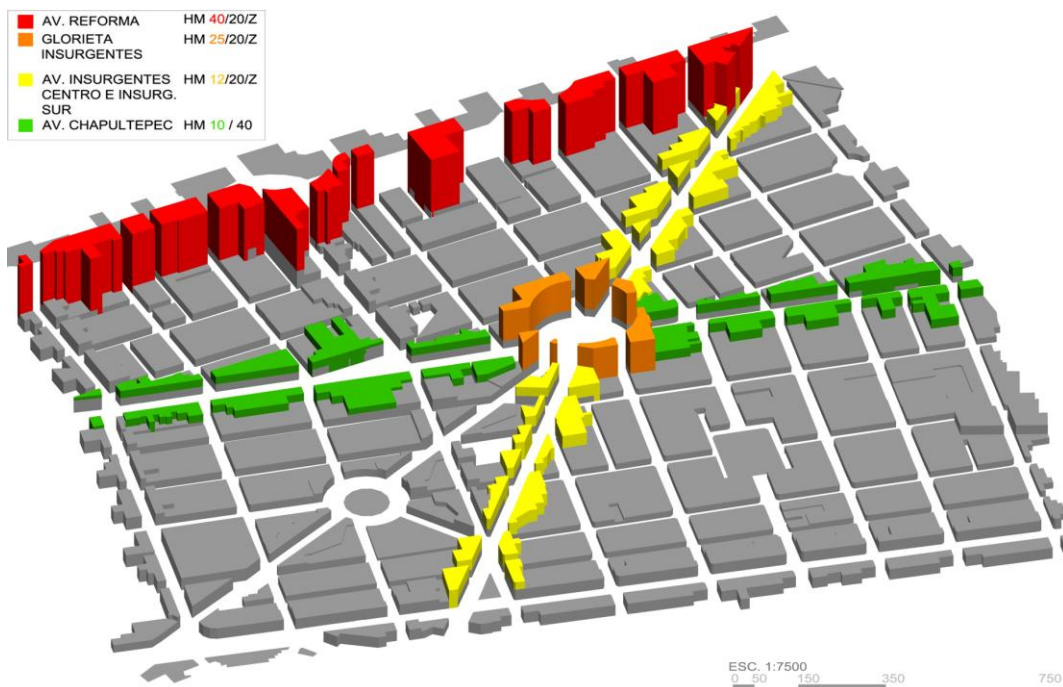 AV. REFORMA HM 40/20/Z
GLORIETA HM 25/20/Z
INSURGENTES
AV. INSURGENTES HM 12/20/Z
CENTRO E INSURG.
SUR
AV. CHAPULTEPEC HM 10 / 40
ESC. 1:7500
0 50 150 350 750